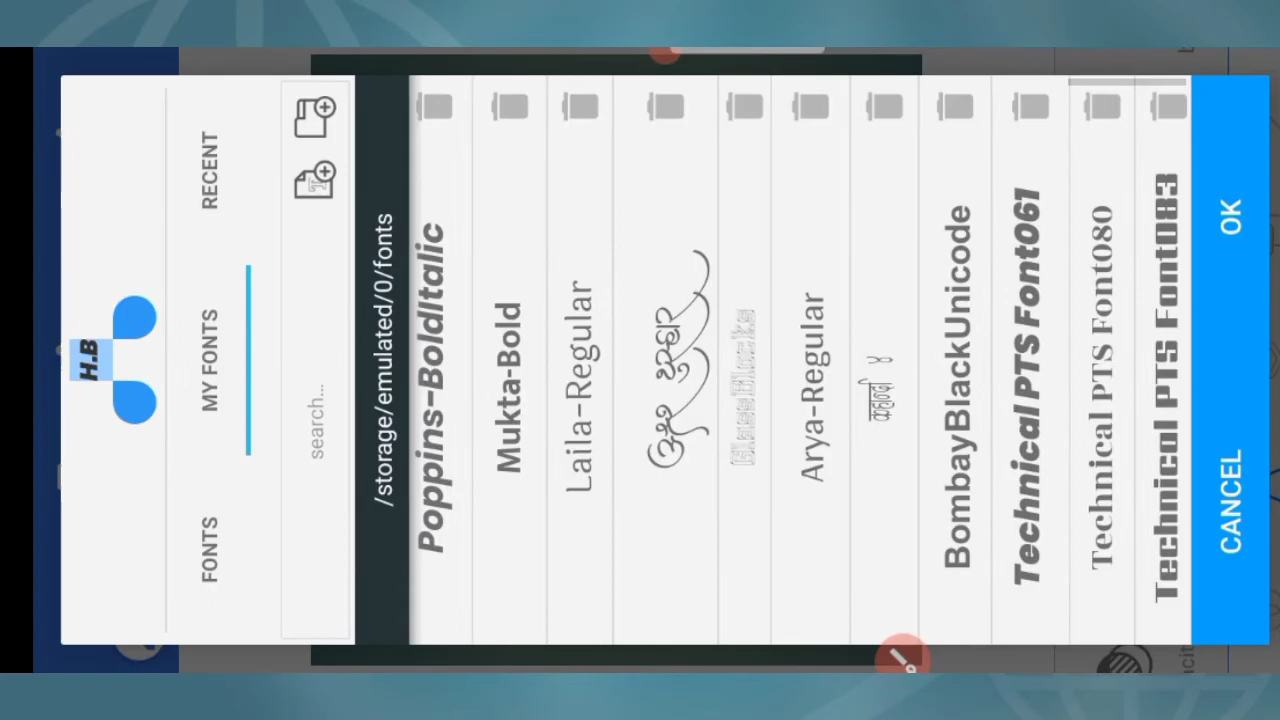 H.B
FONTS
MY FONTS
RECENT
search...
/storage/emulated/0/fonts
Poppins-BoldItalic
Mukta-Bold
Laila-Regular
GlassBlocks
Arya-Regular
BombayBlackUnicode
Technical PTS Font061
Technical PTS Font080
Technical PTS Font083
CANCEL
OK